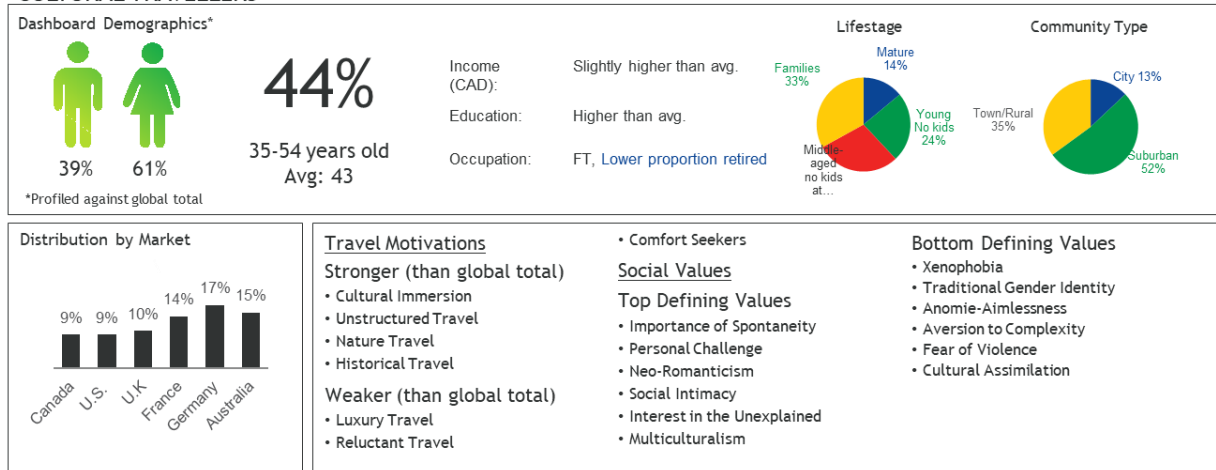 Dashboard Demographics*
39%
61%
*Profiled against global total
44%
35-54 years old
Avg: 43
Income
(CAD):
Slightly higher than avg.
Education:
Higher than avg.
Occupation:
FT, Lower proportion retired
Lifestage
Mature
14%
Families
33%
Young
No kids
24%
Middle-
aged
no kids
at…
Community Type
City 13%
Town/Rural
35%
Suburban
52%
Distribution by Market
9%
9%
10%
14%
17%
15%
Canada
U.S.
U.K
France
Germany
Australia
Travel Motivations
Stronger (than global total)
• Cultural Immersion
• Unstructured Travel
• Nature Travel
• Historical Travel
Weaker (than global total)
• Luxury Travel
• Reluctant Travel
• Comfort Seekers
Social Values
Top Defining Values
• Importance of Spontaneity
• Personal Challenge
• Neo-Romanticism
• Social Intimacy
• Interest in the Unexplained
• Multiculturalism
Bottom Defining Values
• Xenophobia
• Traditional Gender Identity
• Anomie-Aimlessness
• Aversion to Complexity
• Fear of Violence
• Cultural Assimilation